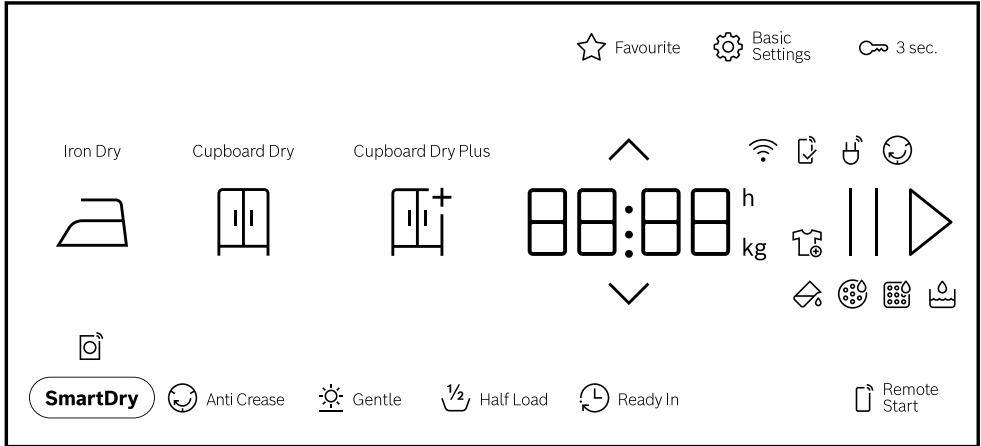 Favourite
Basic
Settings
3 sec.
Iron Dry
Cupboard Dry
Cupboard Dry Plus
88:88
h
kg
SmartDry
Anti Crease
Gentle
½
Half Load
Ready In
Remote
Start